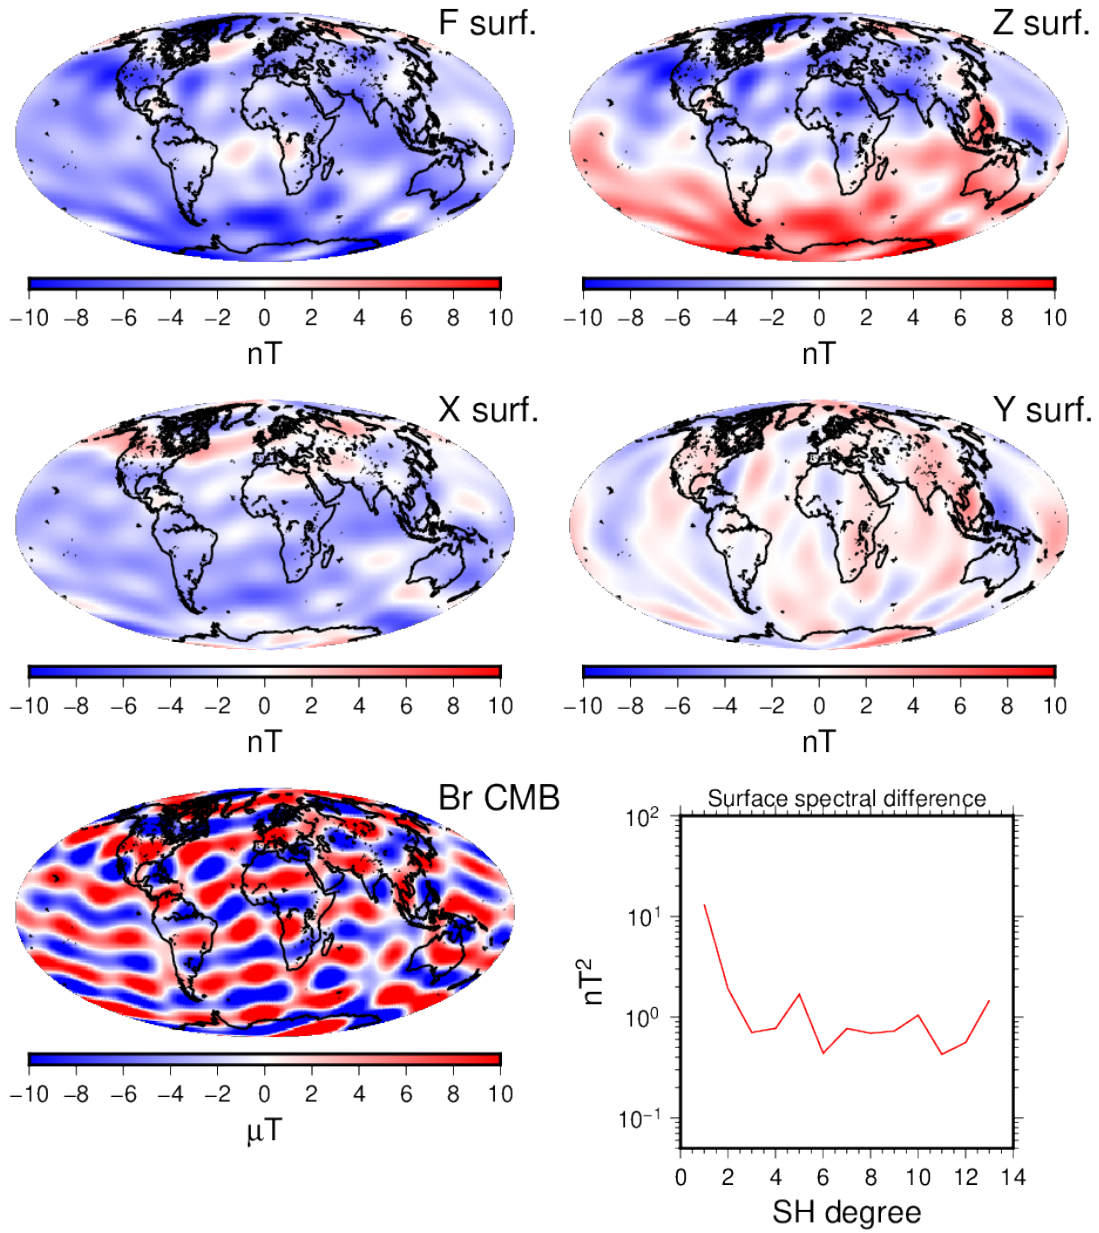 F surf.
Z surf.
−10 −8 −6 −4 −2 0 2 4 6 8 10
nT
−10 −8 −6 −4 −2 0 2 4 6 8 10
nT
X surf.
Y surf.
−10 −8 −6 −4 −2 0 2 4 6 8 10
nT
−10 −8 −6 −4 −2 0 2 4 6 8 10
nT
Br CMB
−10 −8 −6 −4 −2 0 2 4 6 8 10
μT
Surface spectral difference
10²
10¹
10⁰
10⁻¹
nT²
0 2 4 6 8 10 12 14
SH degree